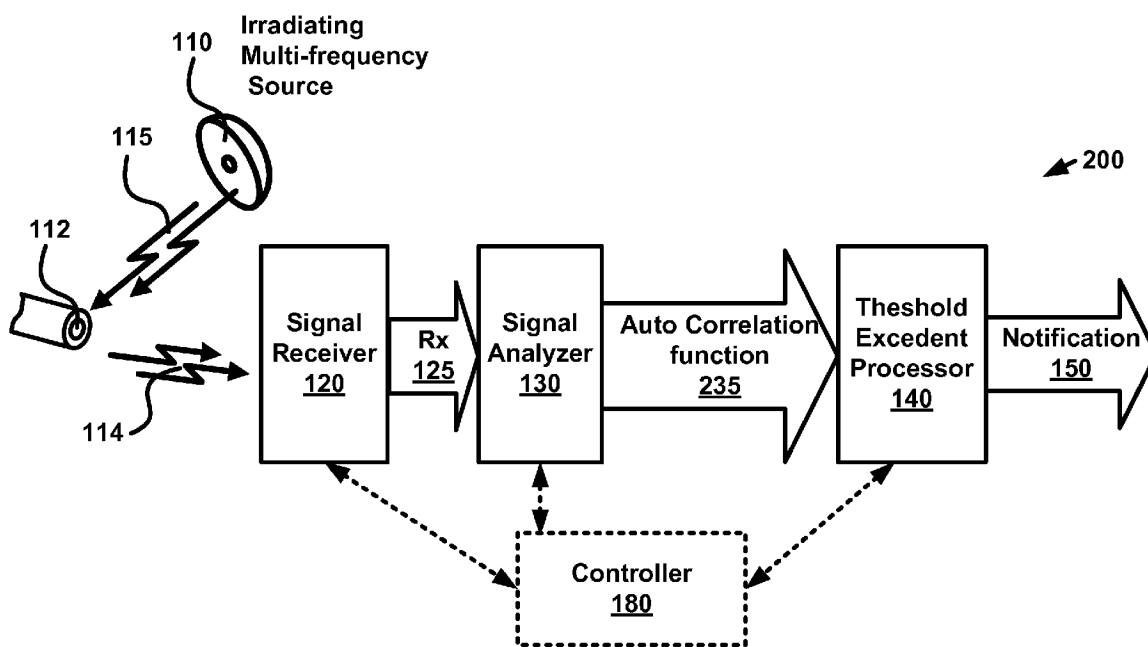 Irradiating
Multi-frequency
Source
110
115
200
112
114
Signal
Receiver
120
Rx
125
Signal
Analyzer
130
Auto Correlation
function
235
Theshold
Excedent
Processor
140
Notification
150
Controller
180